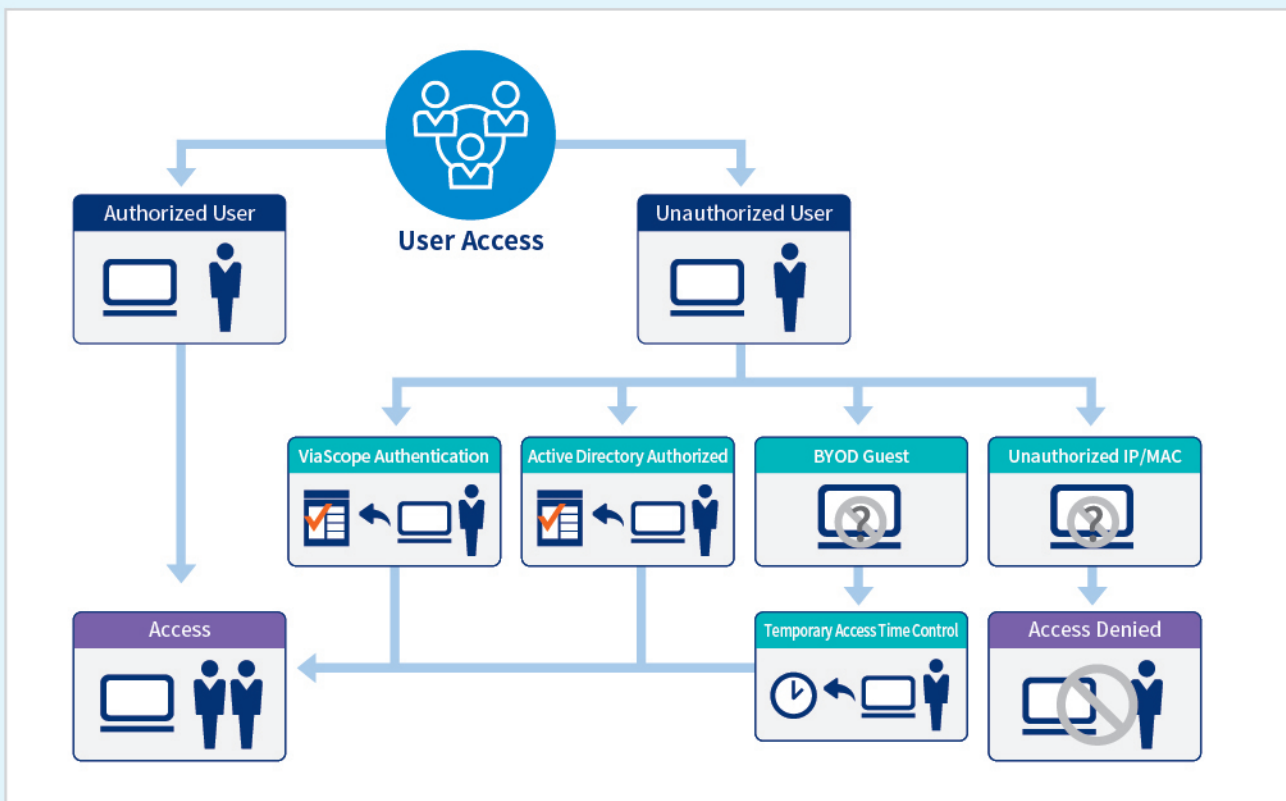 User Access
Authorized User
Unauthorized User
ViaScope Authentication
Active Directory Authorized
BYOD Guest
Unauthorized IP/MAC
?
?
Access
Temporary Access Time Control
Access Denied